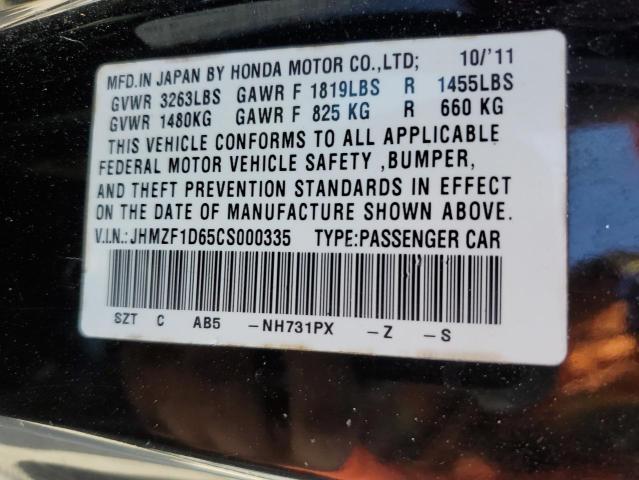 MFD.IN JAPAN BY HONDA MOTOR CO.,LTD; 10/'11
GVWR 3263LBS GAWR F 1819LBS R 1455LBS
GVWR 1480KG GAWR F 825 KG R 660 KG
THIS VEHICLE CONFORMS TO ALL APPLICABLE
FEDERAL MOTOR VEHICLE SAFETY ,BUMPER,
AND THEFT PREVENTION STANDARDS IN EFFECT
ON THE DATE OF MANUFACTURE SHOWN ABOVE.
V.I.N.:JHMZF1D65CS000335 TYPE:PASSENGER CAR
SZT C AB5 -NH731PX -Z -S